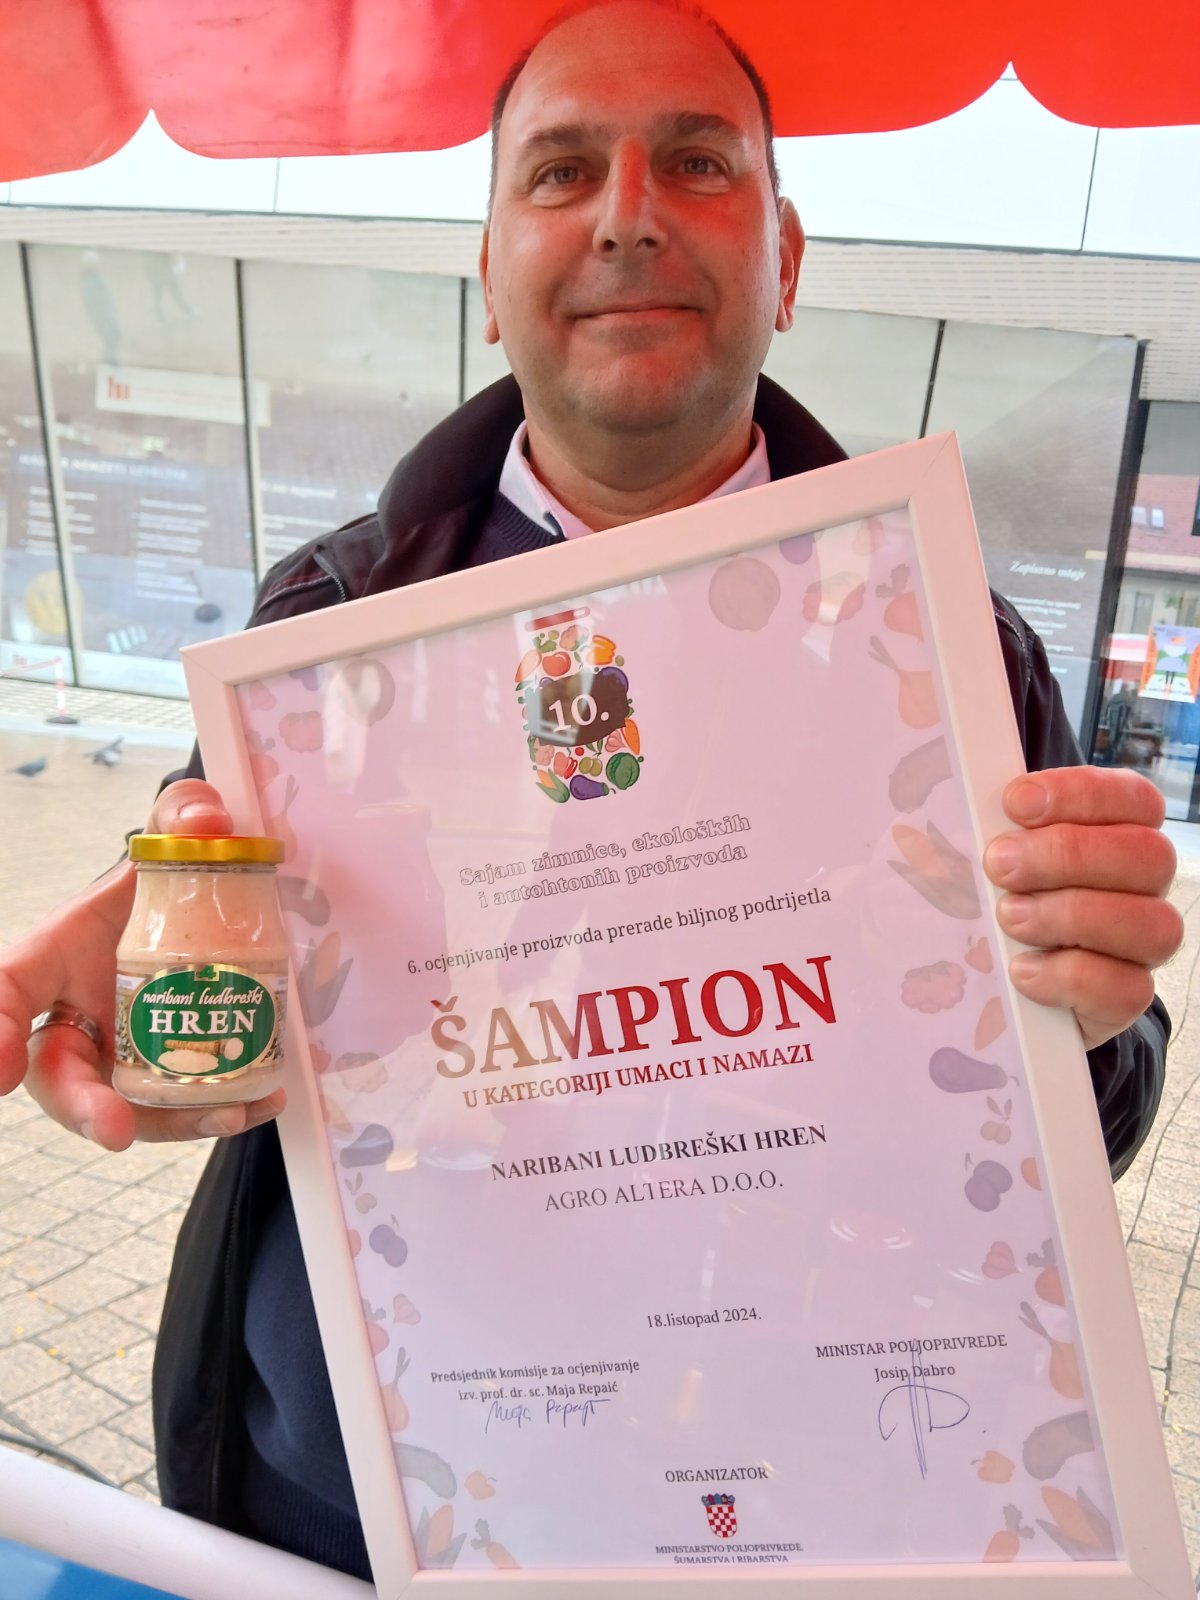 10.
Sajam zimnice, ekoloških
i autohtonih proizvoda
6. ocjenjivanje proizvoda prerade biljnog podrijetla
ŠAMPION
U KATEGORIJI UMACI I NAMAZI
NARIBANI LUDBREŠKI HREN
AGRO ALTERA D.O.O.
18.listopad 2024.
Predsjednik komisije za ocjenjivanje
izv. prof. dr. sc. Maja Repaić
MINISTAR POLJOPRIVREDE
Josip Dabro
ORGANIZATOR
MINISTARSTVO POLJOPRIVREDE,
ŠUMARSTVA I RIBARSTVA
naribani ludbreški
HREN
Zapisano ostaje